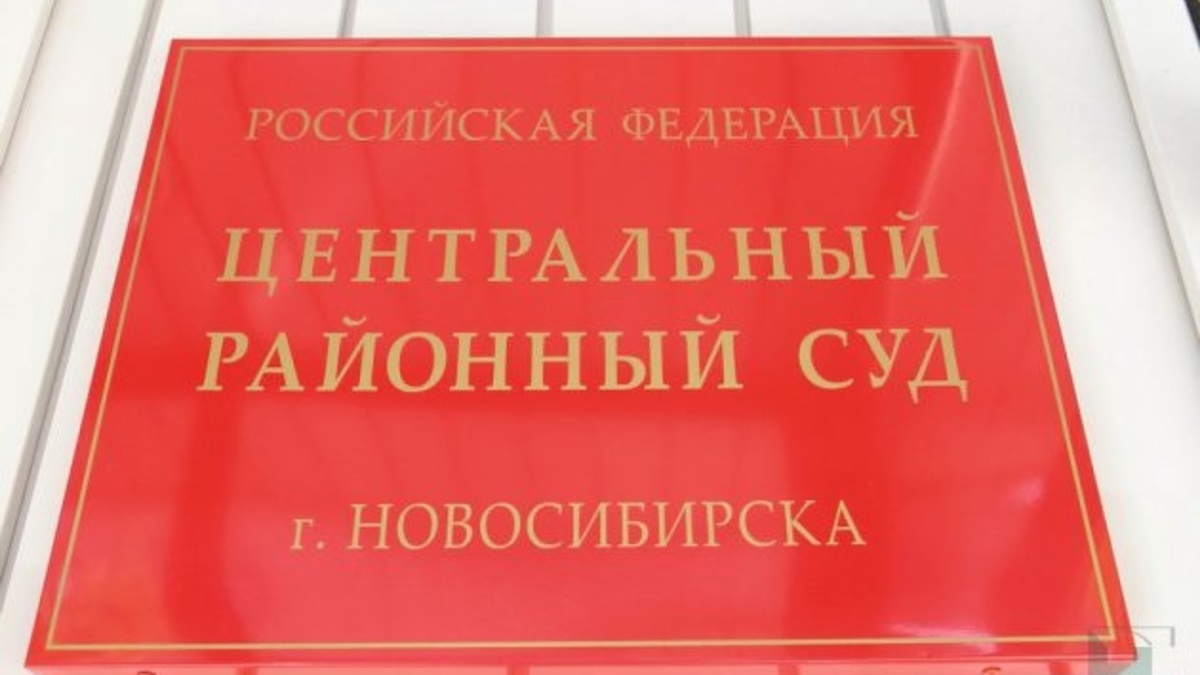 РОССИЙСКАЯ ФЕДЕРАЦИЯ
ЦЕНТРАЛЬНЫЙ
РАЙОННЫЙ СУД
г. НОВОСИБИРСКА